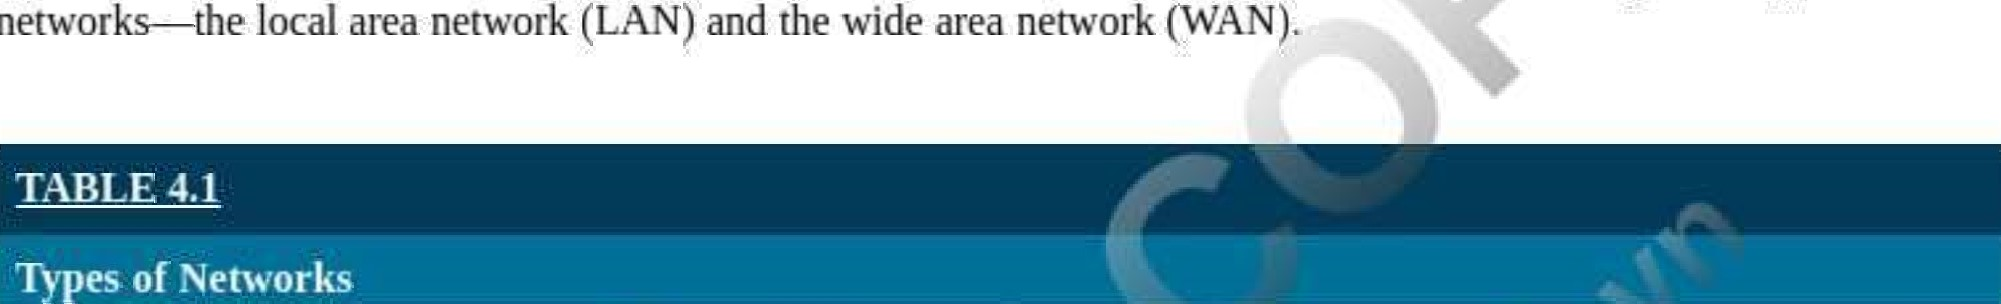 networks—the local area network (LAN) and the wide area network (WAN).
TABLE 4.1
Types of Networks